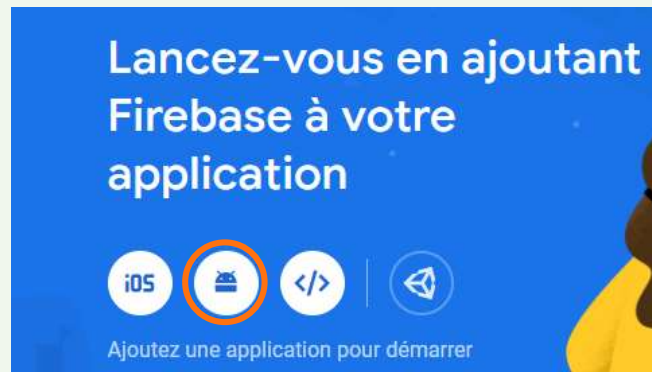 Lancez-vous en ajoutant
Firebase à votre
application
iOS </>
Ajoutez une application pour démarrer